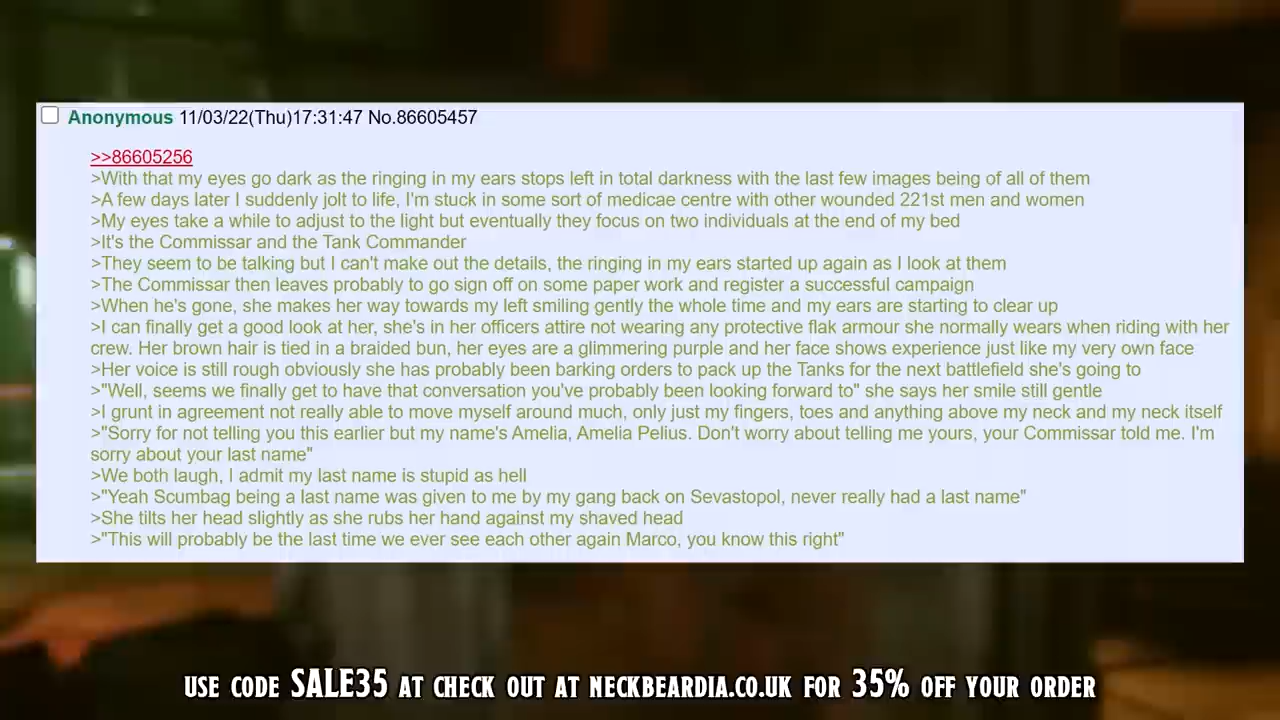 Anonymous 11/03/22(Thu)17:31:47 No.86605457
>>86605256
>With that my eyes go dark as the ringing in my ears stops left in total darkness with the last few images being of all of them
>A few days later I suddenly jolt to life, I'm stuck in some sort of medicae centre with other wounded 221st men and women
>My eyes take a while to adjust to the light but eventually they focus on two individuals at the end of my bed
>It's the Commissar and the Tank Commander
>They seem to be talking but I can't make out the details, the ringing in my ears started up again as I look at them
>The Commissar then leaves probably to go sign off on some paper work and register a successful campaign
>When he's gone, she makes her way towards my left smiling gently the whole time and my ears are starting to clear up
>I can finally get a good look at her, she's in her officers attire not wearing any protective flak armour she normally wears when riding with her
crew. Her brown hair is tied in a braided bun, her eyes are a glimmering purple and her face shows experience just like my very own face
>Her voice is still rough obviously she has probably been barking orders to pack up the Tanks for the next battlefield she's going to
>"Well, seems we finally get to have that conversation you've probably been looking forward to" she says her smile still gentle
>I grunt in agreement not really able to move myself around much, only just my fingers, toes and anything above my neck and my neck itself
>"Sorry for not telling you this earlier but my name's Amelia, Amelia Pelius. Don't worry about telling me yours, your Commissar told me. I'm
sorry about your last name"
>We both laugh, I admit my last name is stupid as hell
>"Yeah Scumbag being a last name was given to me by my gang back on Sevastopol, never really had a last name"
>She tilts her head slightly as she rubs her hand against my shaved head
>"This will probably be the last time we ever see each other again Marco, you know this right"
USE CODE SALE35 AT CHECK OUT AT NECKBEARDIA.CO.UK FOR 35% OFF YOUR ORDER